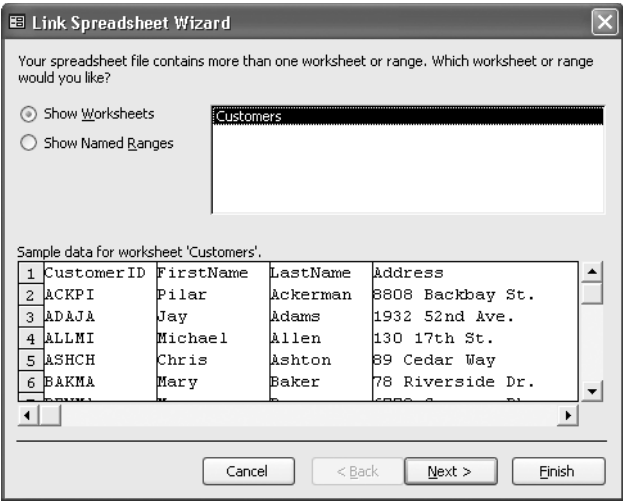 Link Spreadsheet Wizard
Your spreadsheet file contains more than one worksheet or range. Which worksheet or range
would you like?
Show Worksheets
Customers
Show Named Ranges
Sample data for worksheet 'Customers'.
1 CustomerID FirstName LastName Address
2 ACKPI Pilar Ackerman 8808 Backbay St.
3 ADAJA Jay Adams 1932 52nd Ave.
4 ALLMI Michael Allen 130 17th St.
5 ASHCH Chris Ashton 89 Cedar Way
6 BAKMA Mary Baker 78 Riverside Dr.
Cancel < Back Next > Finish